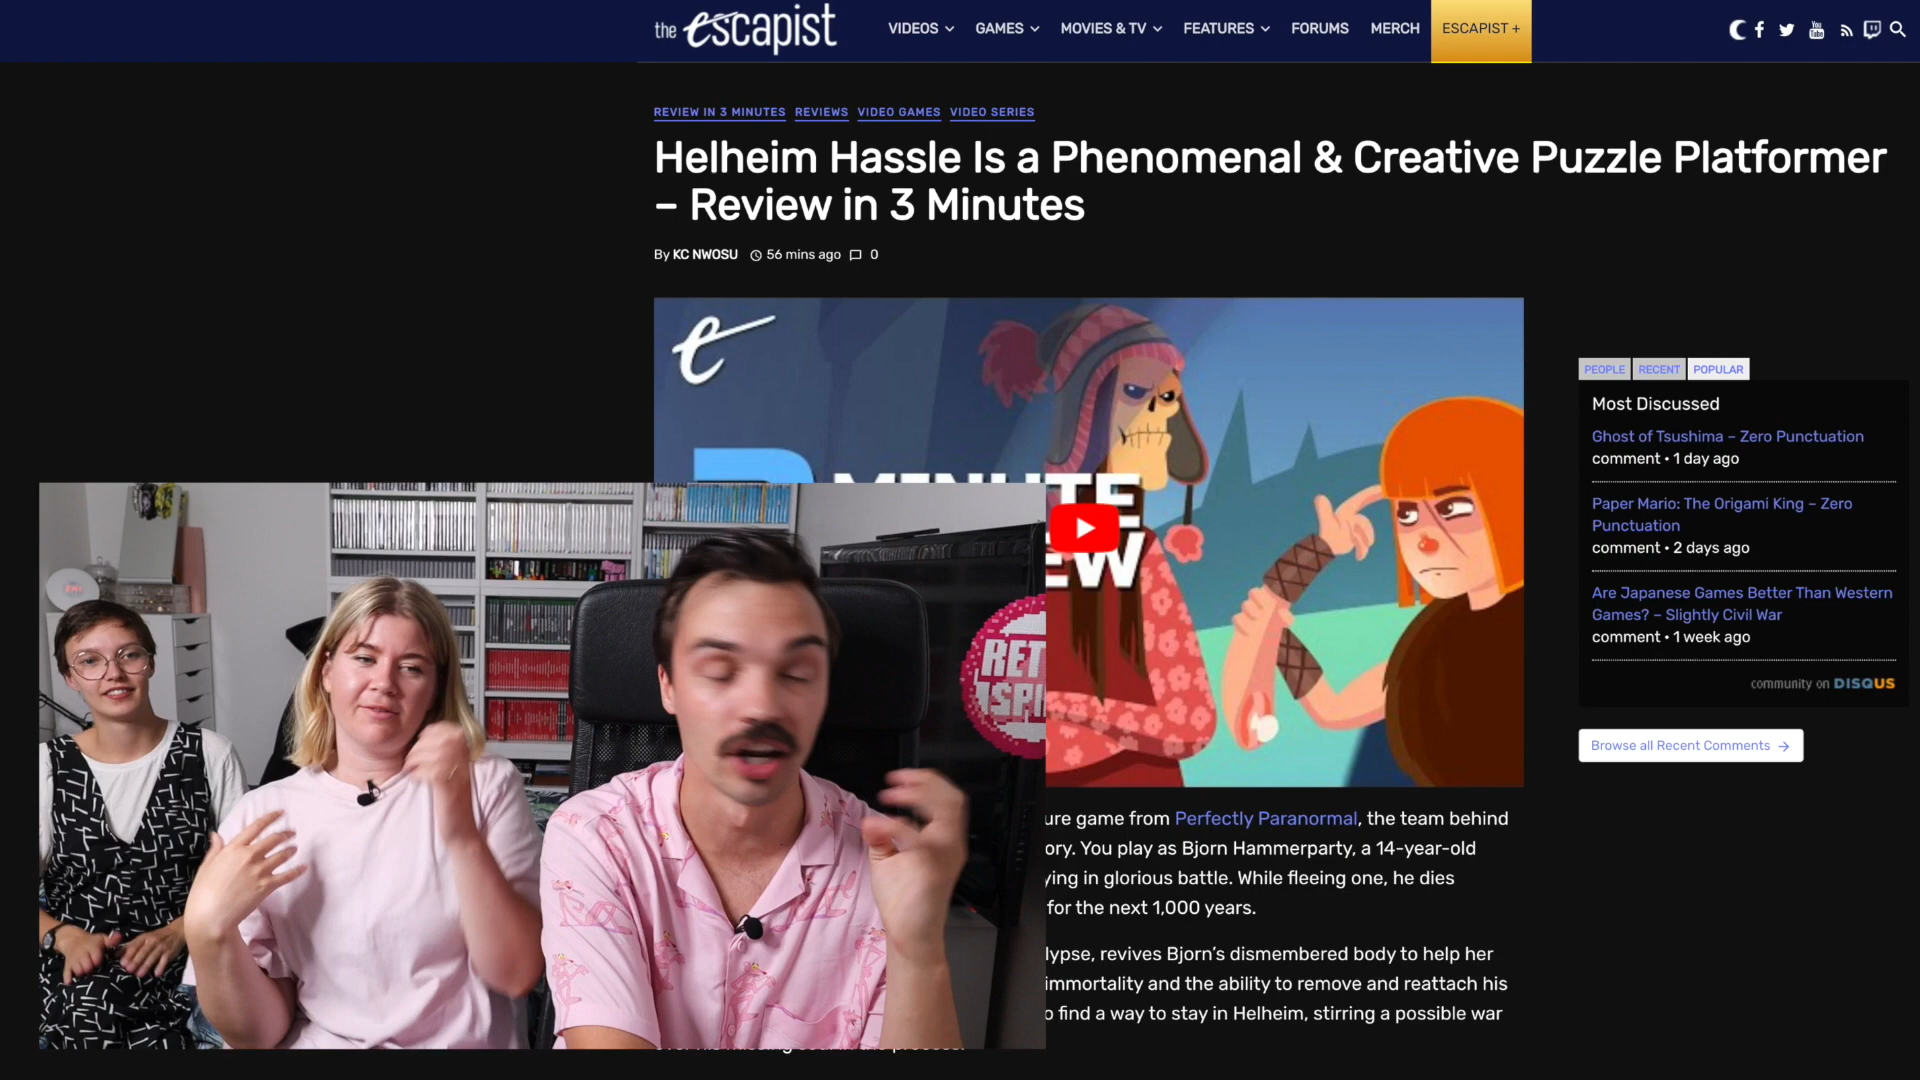 the escapist
VIDEOS
GAMES
MOVIES & TV
FEATURES
FORUMS
MERCH
ESCAPIST +
REVIEW IN 3 MINUTES
REVIEWS
VIDEO GAMES
VIDEO SERIES
Helheim Hassle Is a Phenomenal & Creative Puzzle Platformer
– Review in 3 Minutes
By KC NWOSU 56 mins ago 0
e
MINUTE
PEOPLE
RECENT
POPULAR
Most Discussed
Ghost of Tsushima – Zero Punctuation
comment • 1 day ago
Paper Mario: The Origami King – Zero
Punctuation
comment • 2 days ago
Are Japanese Games Better Than Western
Games? – Slightly Civil War
comment • 1 week ago
community on DISQUS
Browse all Recent Comments →
RET
ure game from Perfectly Paranormal, the team behind
ory. You play as Bjorn Hammerparty, a 14-year-old
ying in glorious battle. While fleeing one, he dies
for the next 1,000 years.
lypse, revives Bjorn's dismembered body to help her
immortality and the ability to remove and reattach his
o find a way to stay in Helheim, stirring a possible war